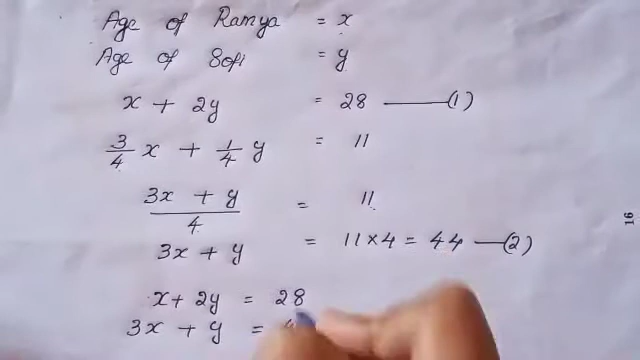 Age of Ramya = x
Age of Sofi = y
x + 2y = 28 ———(1)
3/4 x + 1/4 y = 11
(3x + y)/4 = 11
3x + y = 11 × 4 = 44 —(2)
x + 2y = 28
3x + y = 4
16